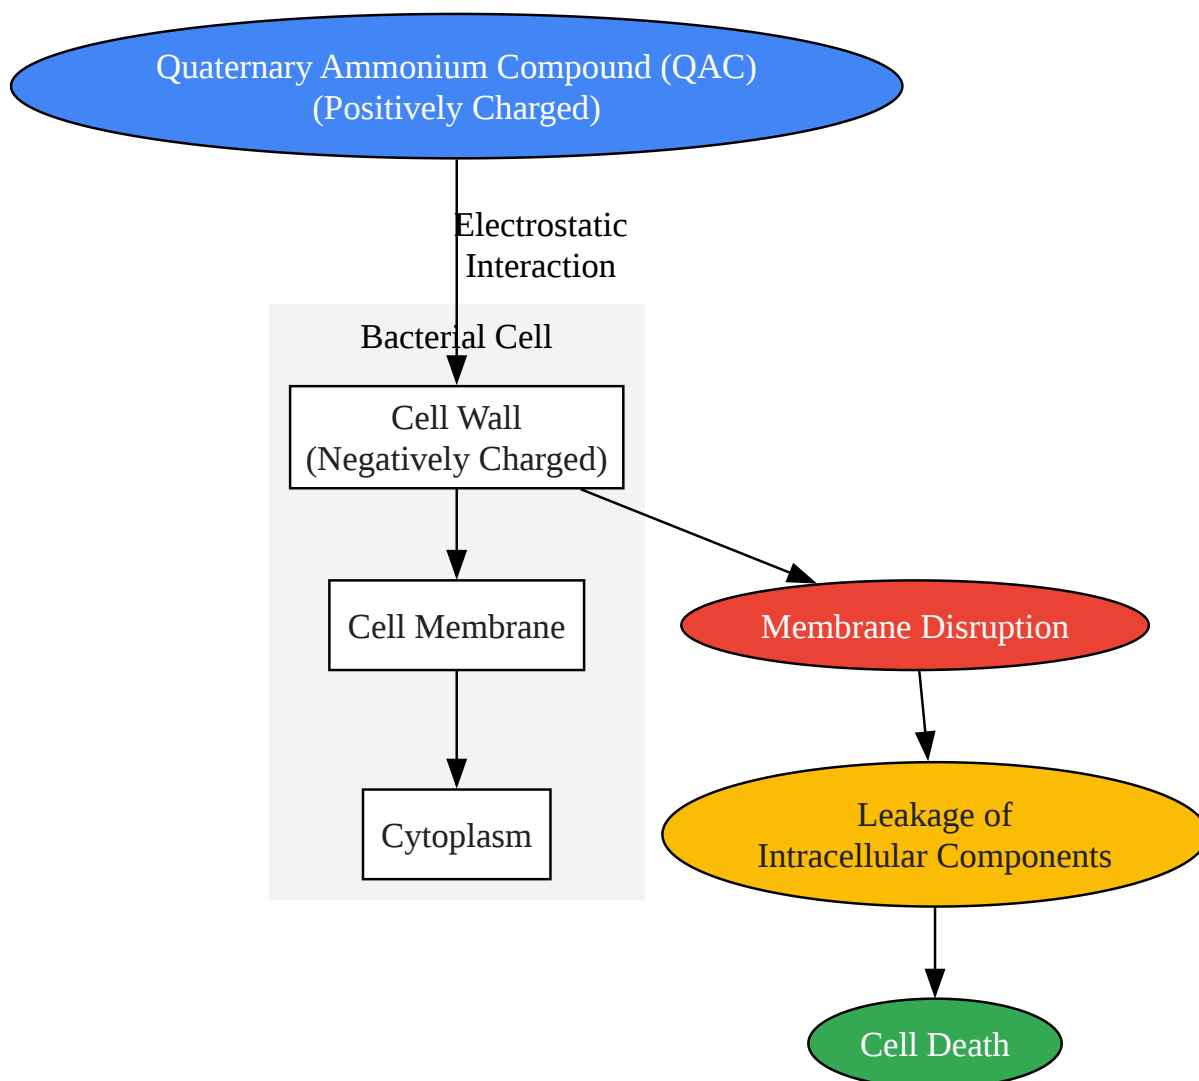 Quaternary Ammonium Compound (QAC)
(Positively Charged)
Electrostatic
Interaction
Bacterial Cell
Cell Wall
(Negatively Charged)
Cell Membrane
Membrane Disruption
Leakage of
Intracellular Components
Cytoplasm
Cell Death